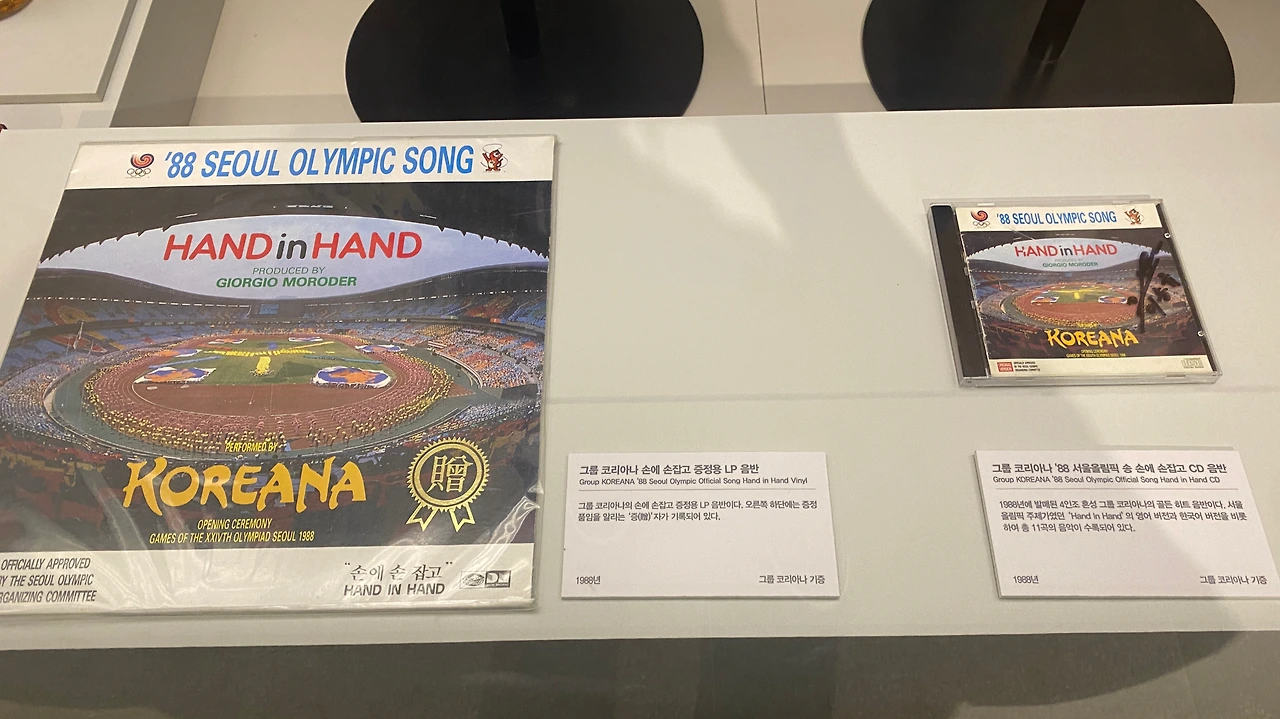 '88 SEOUL OLYMPIC SONG
HAND in HAND
PRODUCED BY
GIORGIO MORODER
PERFORMED BY
KOREANA
贈
OPENING CEREMONY
GAMES OF THE XXIVTH OLYMPIAD SEOUL 1988
OFFICIALLY APPROVED
BY THE SEOUL OLYMPIC
ORGANIZING COMMITTEE
"손에 손 잡고"
HAND IN HAND
그룹 코리아나 손에 손잡고 증정용 LP 음반
Group KOREANA '88 Seoul Olympic Official Song Hand in Hand Vinyl
그룹 코리아나의 손에 손잡고 증정용 LP 음반이다. 오른쪽 하단에는 증정
품임을 알리는 '증(贈)'자가 기록되어 있다.
1988년
그룹 코리아나 기증
'88 SEOUL OLYMPIC SONG
HAND in HAND
PRODUCED BY
GIORGIO MORODER
KOREANA
OPENING CEREMONY
GAMES OF THE XXIVTH OLYMPIAD SEOUL 1988
그룹 코리아나 '88 서울올림픽 송 손에 손잡고 CD 음반
Group KOREANA '88 Seoul Olympic Official Song Hand in Hand CD
1988년에 발매된 4인조 혼성 그룹 코리아나의 골든 히트 음반이다. 서울
올림픽 주제가였던 'Hand in Hand' 의 영어 버전과 한국어 버전을 비롯
하여 총 11곡의 음악이 수록되어 있다.
1988년
그룹 코리아나 기증